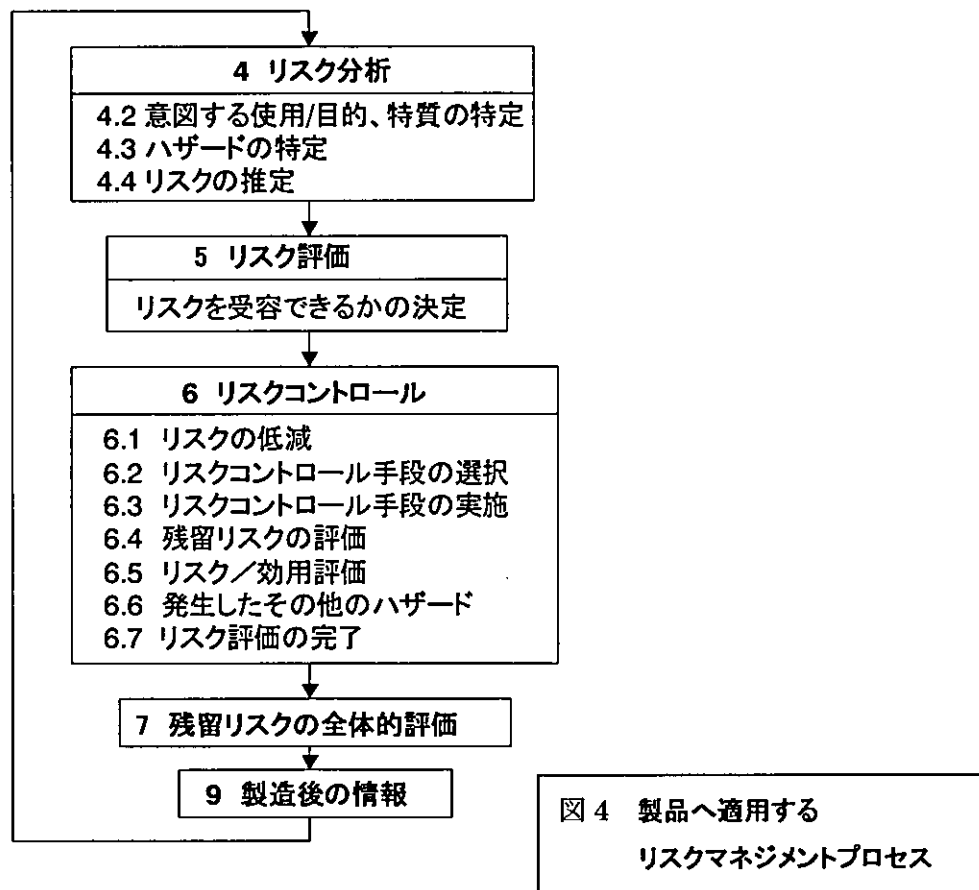 4 リスク分析
4.2 意図する使用/目的、特質の特定
4.3 ハザードの特定
4.4 リスクの推定
5 リスク評価
リスクを受容できるかの決定
6 リスクコントロール
6.1 リスクの低減
6.2 リスクコントロール手段の選択
6.3 リスクコントロール手段の実施
6.4 残留リスクの評価
6.5 リスク／効用評価
6.6 発生したその他のハザード
6.7 リスク評価の完了
7 残留リスクの全体的評価
9 製造後の情報
図 4 製品へ適用する
リスクマネジメントプロセス